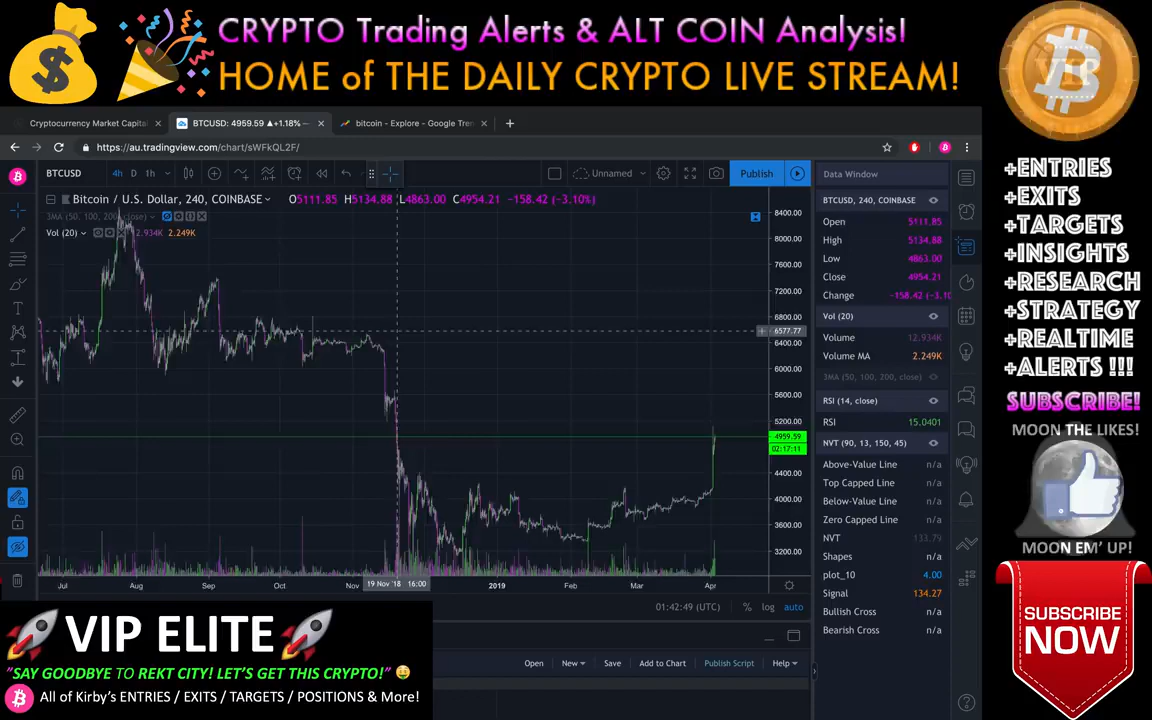 CRYPTO Trading Alerts & ALT COIN Analysis!
HOME of THE DAILY CRYPTO LIVE STREAM!
VIP
Cryptocurrency Market Capital
BTCUSD: 4959.59 ▲+1.18% —
bitcoin - Explore - Google Tren
https://au.tradingview.com/chart/sWFkQL2F/
BTCUSD
4h
D
1h
Unnamed
Publish
Bitcoin / U.S. Dollar, 240, COINBASE
O5111.85 H5134.88 L4863.00 C4954.21 -158.42 (-3.10%)
3MA (50, 100, 200, close)
Vol (20)
2.934K
2.249K
8400.00
8000.00
7600.00
7200.00
6800.00
6577.77
6400.00
6000.00
5600.00
5200.00
4959.59
02:17:11
4400.00
4000.00
3600.00
3200.00
Jul
Aug
Sep
Oct
Nov
19 Nov '18 16:00
2019
Feb
Mar
Apr
01:42:49 (UTC)
%
log
auto
Data Window
BTCUSD, 240, COINBASE
Open 5111.85
High 5134.88
Low 4863.00
Close 4954.21
Change -158.42 (-3.10
Vol (20)
Volume 12.934K
Volume MA 2.249K
3MA (50, 100, 200, close)
RSI (14, close)
RSI 15.0401
NVT (90, 13, 150, 45)
Above-Value Line n/a
Top Capped Line n/a
Below-Value Line n/a
Zero Capped Line n/a
NVT 133.79
Shapes n/a
plot_10 4.00
Signal 134.27
Bullish Cross n/a
Bearish Cross n/a
Open
New
Save
Add to Chart
Publish Script
Help
VIP ELITE
"SAY GOODBYE TO REKT CITY! LET'S GET THIS CRYPTO!"
All of Kirby's ENTRIES / EXITS / TARGETS / POSITIONS & More!
+ENTRIES
+EXITS
+TARGETS
+INSIGHTS
+RESEARCH
+STRATEGY
+REALTIME
+ALERTS !!!
SUBSCRIBE!
MOON THE LIKES!
MOON EM' UP!
SUBSCRIBE
NOW